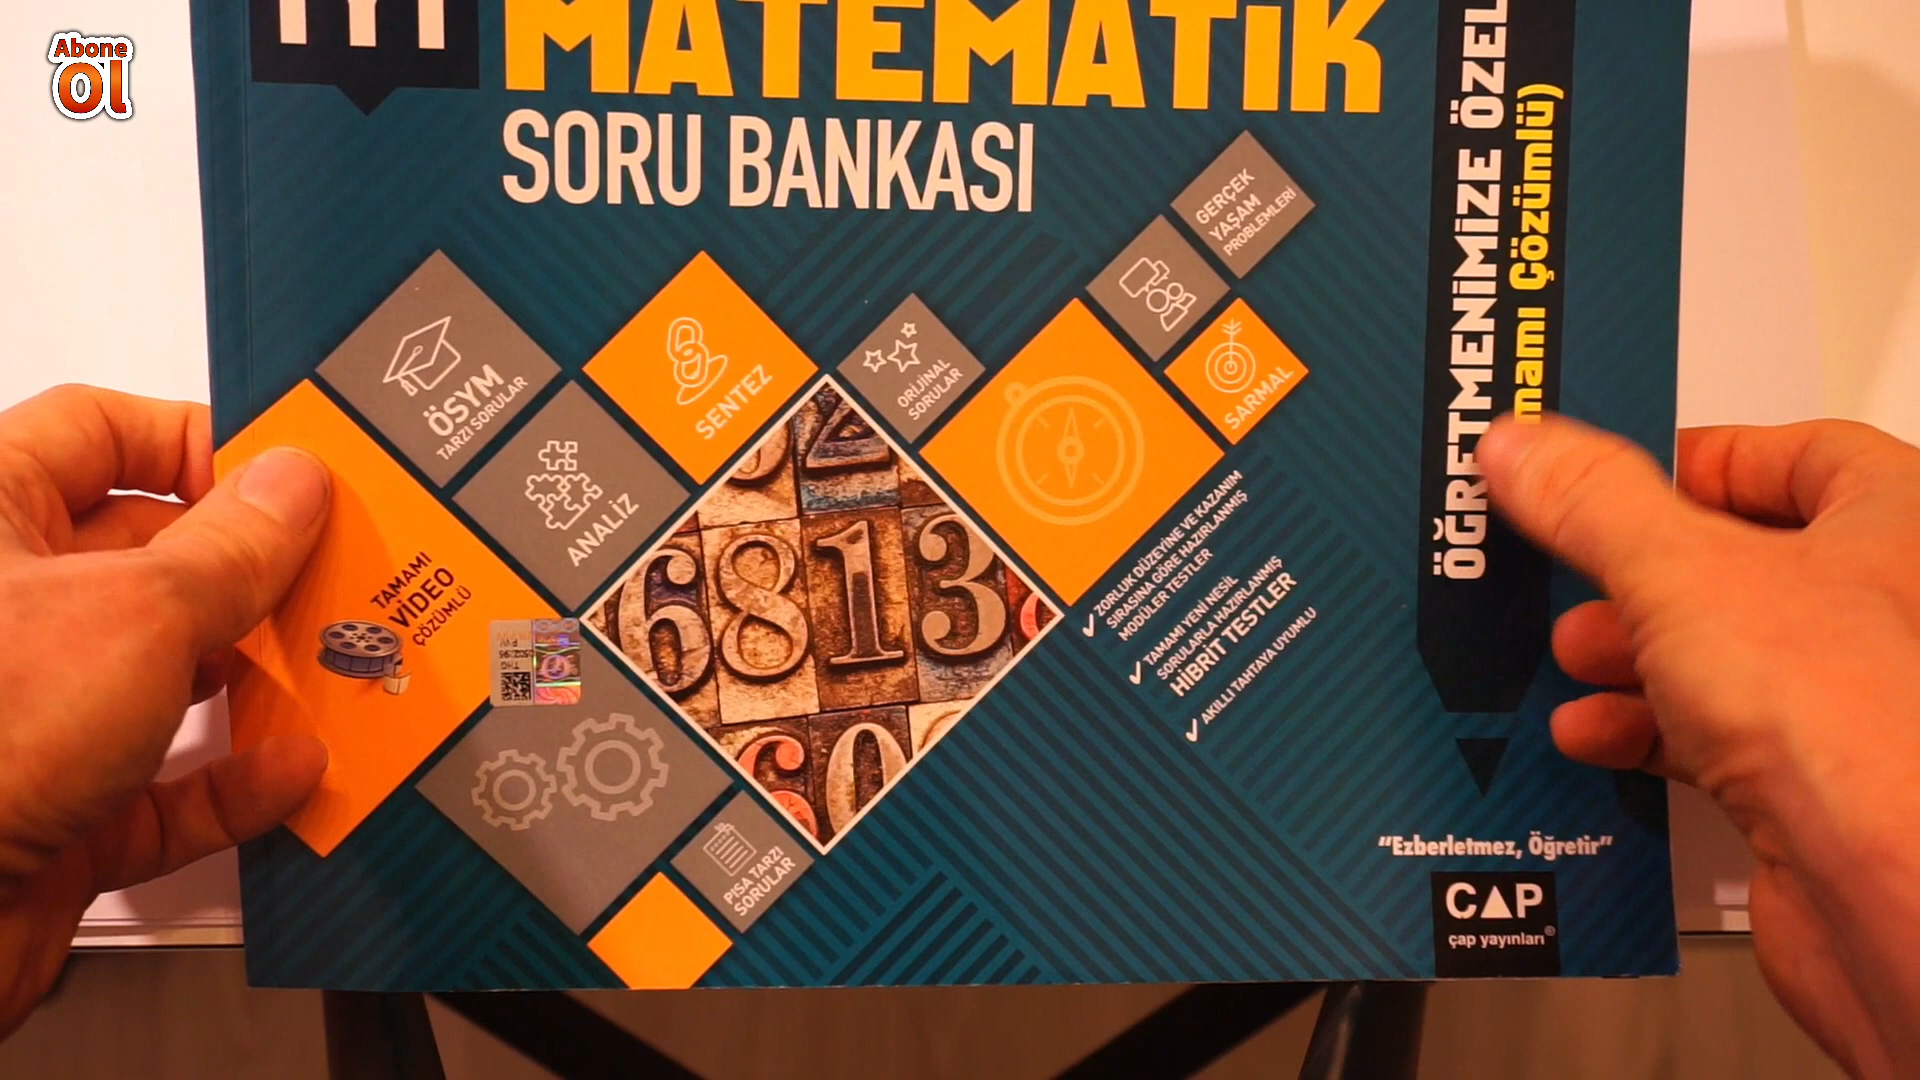 Abone
Ol
TYT
MATEMATİK
SORU BANKASI
ÖĞRETMENİMİZE ÖZEL
Çözümlü)
GERÇEK
YAŞAM
PROBLEMLERİ
ÖSYM
TARZI SORULAR
SENTEZ
ORİJİNAL
SORULAR
SARMAL
ANALİZ
TAMAMI
VİDEO
ÇÖZÜMLÜ
2
6813
60
ZORLUK DÜZEYİNE VE KAZANIM
SIRASINA GÖRE HAZIRLANMIŞ
MODÜLER TESTLER
TAMAMI YENİ NESİL
SORULARLA HAZIRLANMIŞ
HİBRİT TESTLER
AKILLI TAHTAYA UYUMLU
PISA TARZI
SORULAR
"Ezberletmez, Öğretir"
ÇAP
çap yayınları®